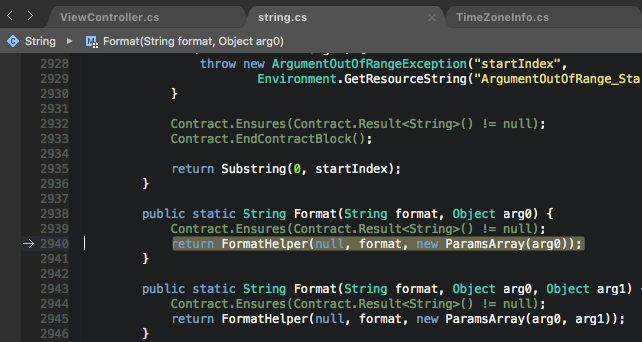 ViewController.cs
string.cs
TimeZoneInfo.cs
String
Format(String format, Object arg0)
2928 throw new ArgumentOutOfRangeException("startIndex",
2929 Environment.GetResourceString("ArgumentOutOfRange_Sta
2930 }
2931
2932 Contract.Ensures(Contract.Result<String>() != null);
2933 Contract.EndContractBlock();
2934
2935 return Substring(0, startIndex);
2936 }
2937
2938 public static String Format(String format, Object arg0) {
2939 Contract.Ensures(Contract.Result<String>() != null);
2940 return FormatHelper(null, format, new ParamsArray(arg0));
2941 }
2942
2943 public static String Format(String format, Object arg0, Object arg1) {
2944 Contract.Ensures(Contract.Result<String>() != null);
2945 return FormatHelper(null, format, new ParamsArray(arg0, arg1));
2946 }